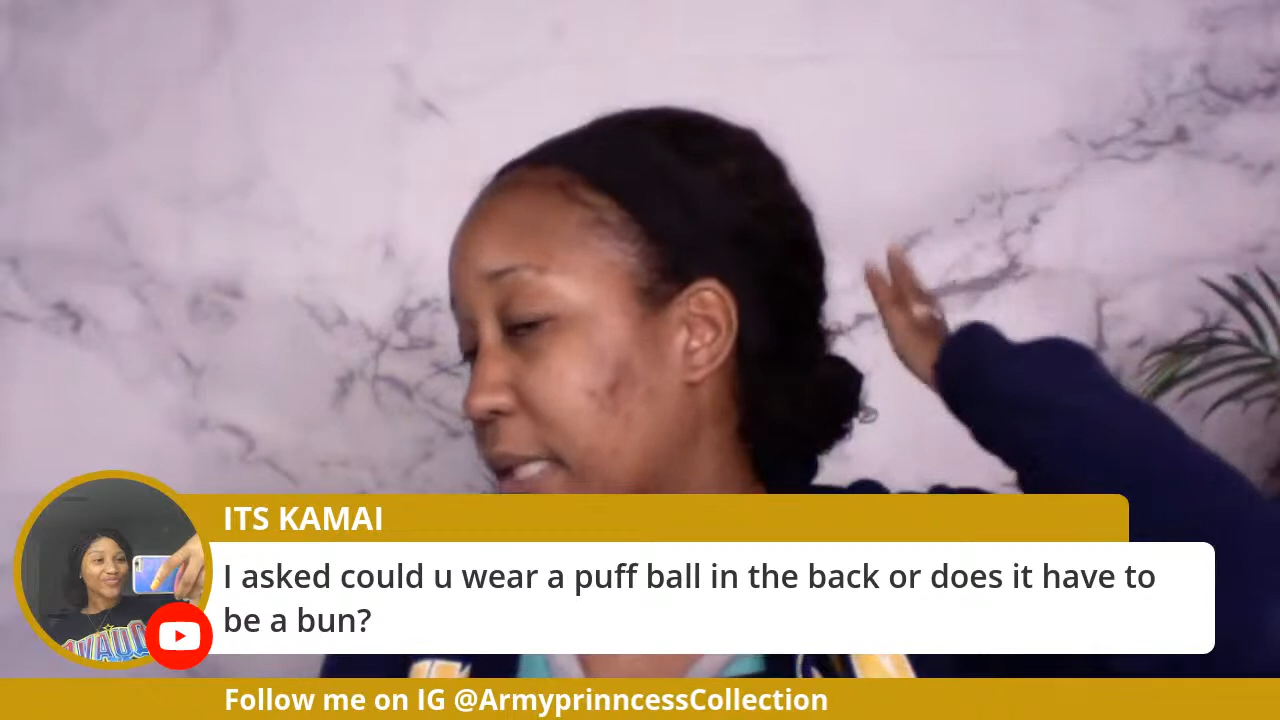 ITS KAMAI
I asked could u wear a puff ball in the back or does it have to
be a bun?
Follow me on IG @ArmyprinncessCollection